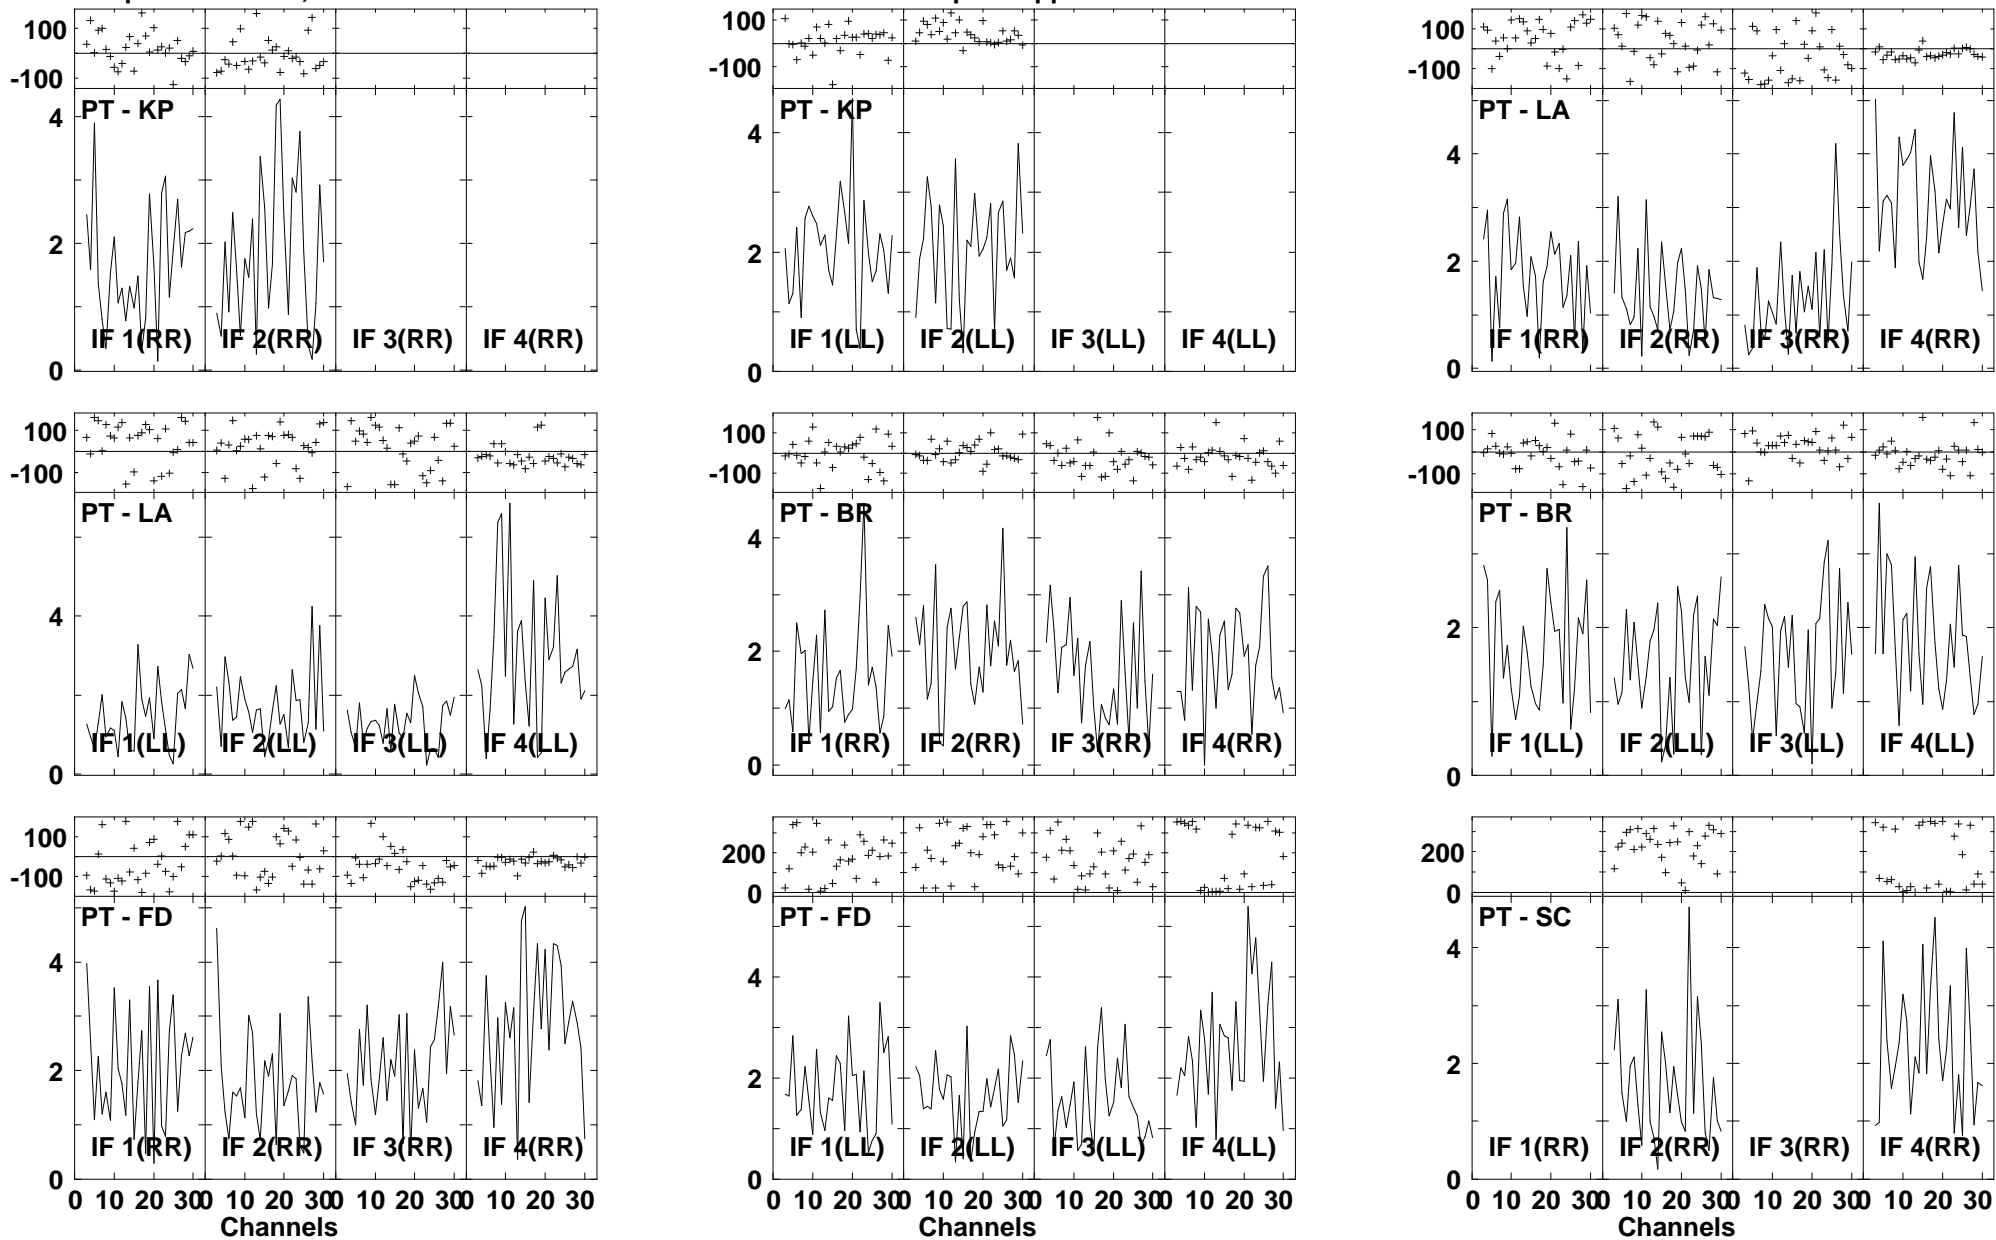 100 100 100
-100 -100 -100
PT - KP PT - KP PT - LA
4 4 4
2 2 2
IF 1(RR) IF 2(RR) IF 3(RR) IF 4(RR) IF 1(LL) IF 2(LL) IF 3(LL) IF 4(LL) IF 1(RR) IF 2(RR) IF 3(RR) IF 4(RR)
0 0 0
100 100 100
-100 -100 -100
PT - LA PT - BR PT - BR
4 4 2
2
IF 1(LL) IF 2(LL) IF 3(LL) IF 4(LL) IF 1(RR) IF 2(RR) IF 3(RR) IF 4(RR) IF 1(LL) IF 2(LL) IF 3(LL) IF 4(LL)
0 0 0
100 200 200
-100 0 0
PT - FD PT - FD PT - SC
4 4 4
2 2 2
IF 1(RR) IF 2(RR) IF 3(RR) IF 4(RR) IF 1(LL) IF 2(LL) IF 3(LL) IF 4(LL) IF 1(RR) IF 2(RR) IF 3(RR) IF 4(RR)
0 0 0
0 10 20 30 0 10 20 30 0 10 20 30 0 10 20 30 0 10 20 30 0 10 20 30 0 10 20 30 0 10 20 30 0 10 20 30 0 10 20 30 0 10 20 30 0 10 20 30
Channels Channels Channels